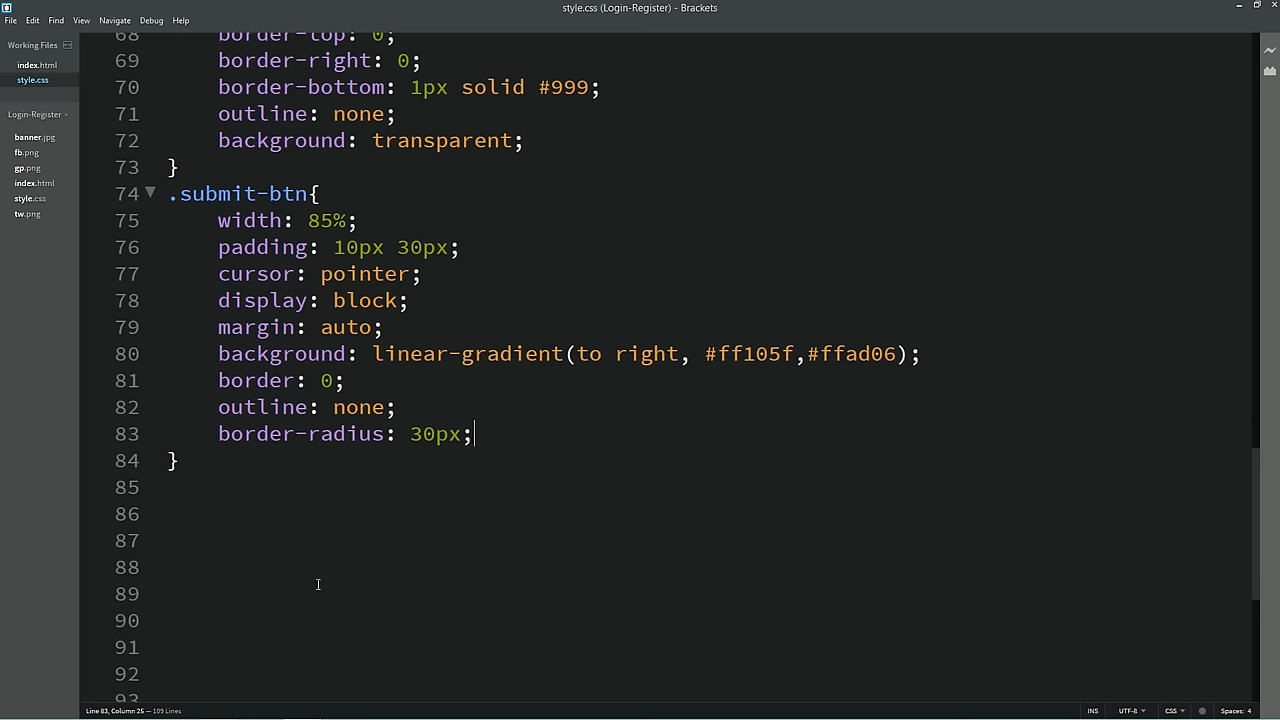 style.css (Login-Register) - Brackets
File Edit Find View Navigate Debug Help
Working Files
index.html
style.css
Login-Register
banner.jpg
fb.png
gp.png
index.html
style.css
tw.png
68 border-top: 0;
69 border-right: 0;
70 border-bottom: 1px solid #999;
71 outline: none;
72 background: transparent;
73 }
74 .submit-btn{
75 width: 85%;
76 padding: 10px 30px;
77 cursor: pointer;
78 display: block;
79 margin: auto;
80 background: linear-gradient(to right, #ff105f,#ffad06);
81 border: 0;
82 outline: none;
83 border-radius: 30px;
84 }
85
86
87
88
89
90
91
92
93
Line 83, Column 25 — 109 Lines
INS UTF-8 CSS Spaces: 4